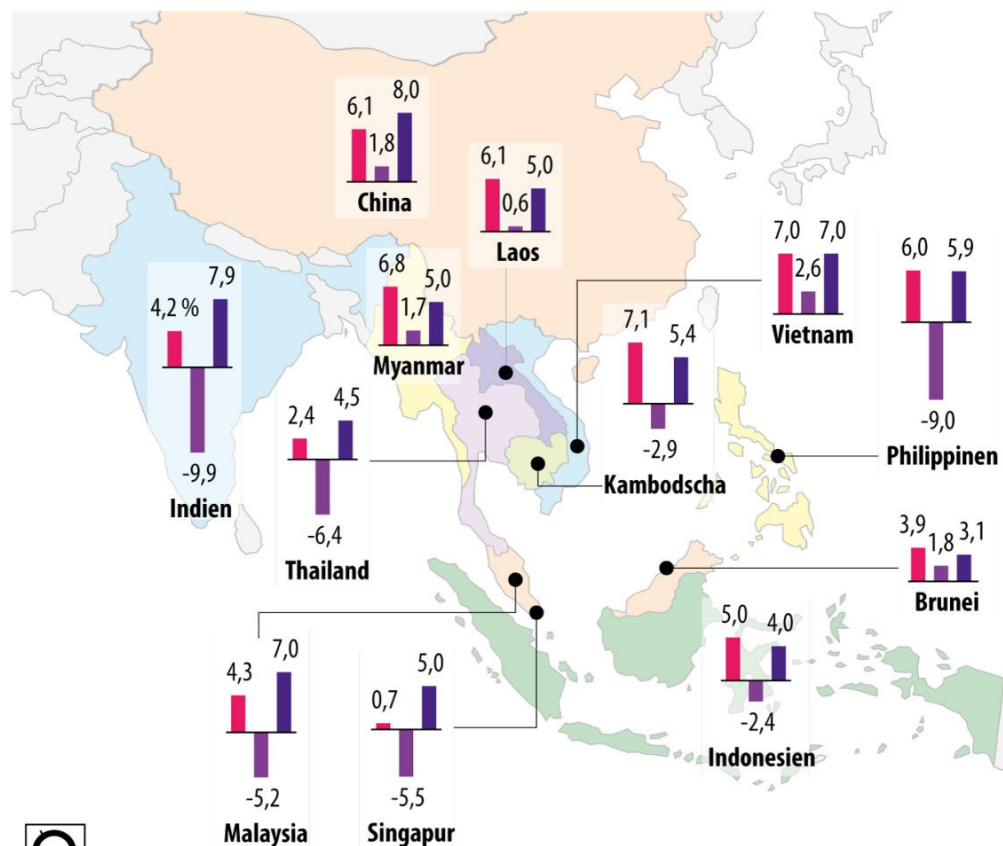 6,1 1,8 8,0
China
6,1 0,6 5,0
Laos
4,2 % -9,9 7,9
Indien
6,8 1,7 5,0
Myanmar
7,0 2,6 7,0
Vietnam
6,0 -9,0 5,9
Philippinen
2,4 -6,4 4,5
Thailand
7,1 -2,9 5,4
Kambodscha
3,9 1,8 3,1
Brunei
4,3 -5,2 7,0
Malaysia
0,7 -5,5 5,0
Singapur
5,0 -2,4 4,0
Indonesien